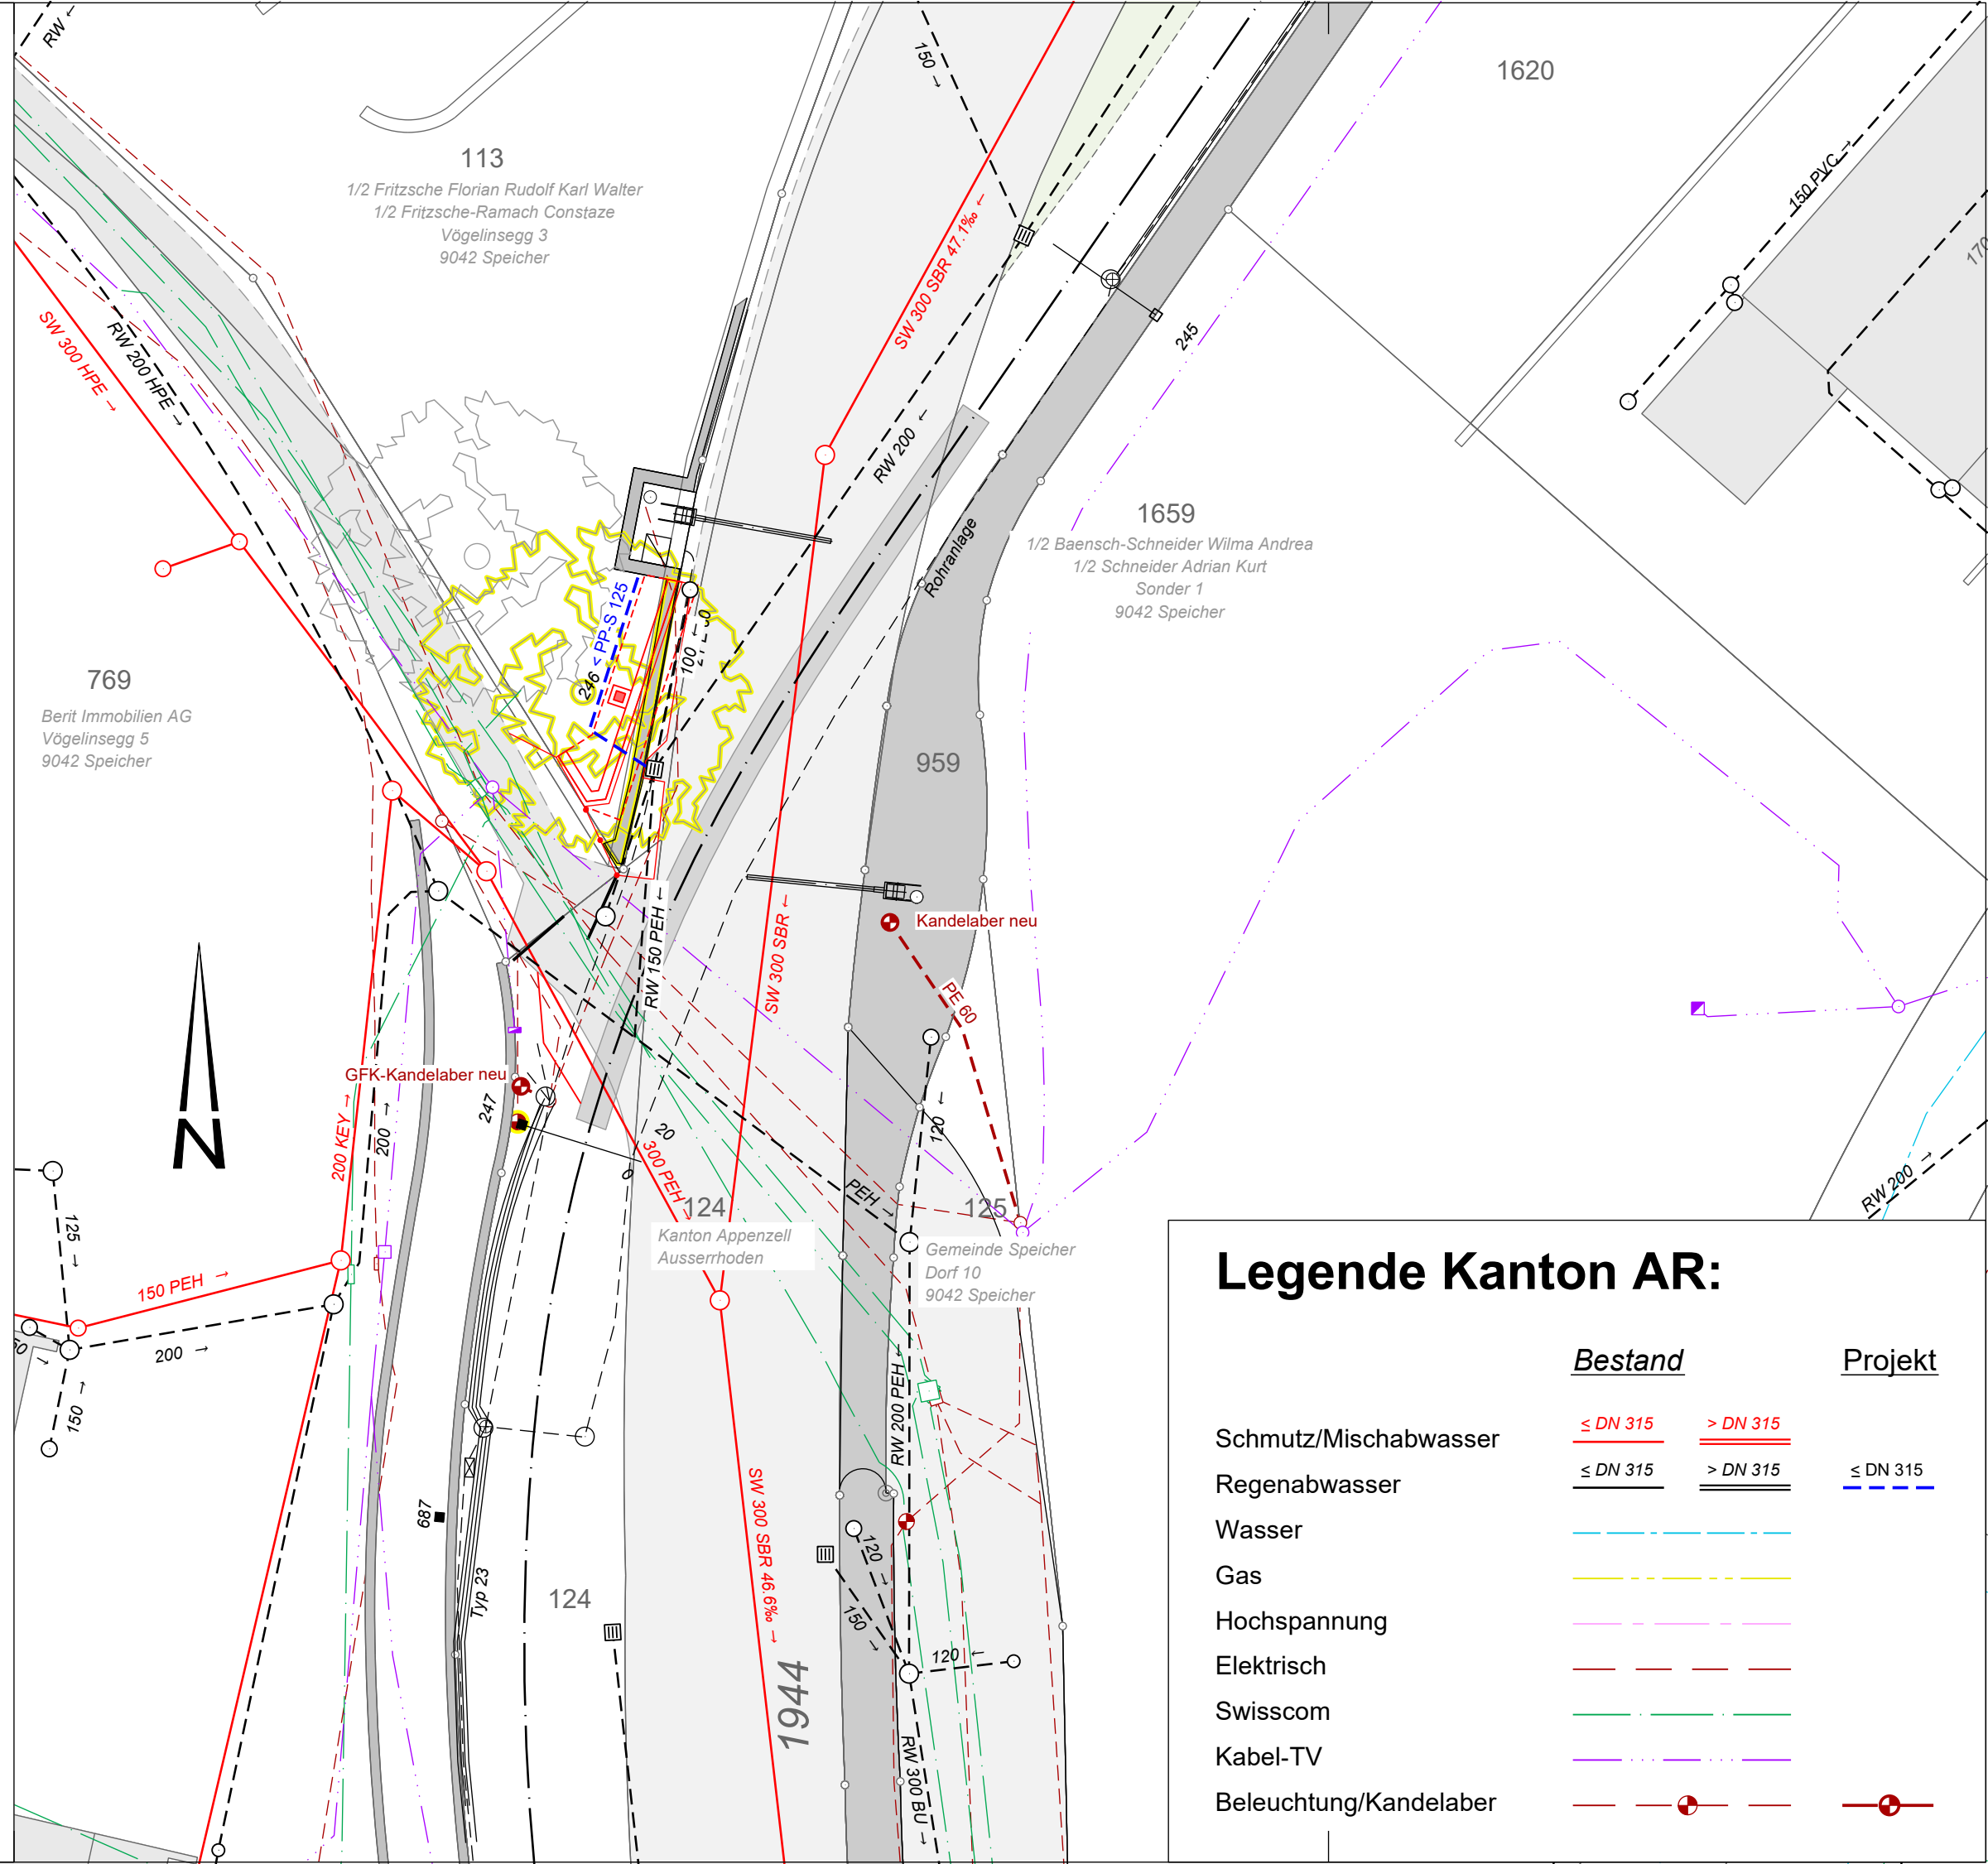 RW ←
150 →
1620
113
1/2 Fritzsche Florian Rudolf Karl Walter
1/2 Fritzsche-Ramach Constaze
Vögelinsegg 3
9042 Speicher
150 PVC →
170
SW 300 SBR 47.1‰ ←
SW 300 HPE →
RW 200 HPE →
245
RW 200 ←
Rohranlage
1659
1/2 Baensch-Schneider Wilma Andrea
1/2 Schneider Adrian Kurt
Sonder 1
9042 Speicher
246 < PP-S 125
100
769
Berit Immobilien AG
Vögelinsegg 5
9042 Speicher
959
Kandelaber neu
PE 60
RW 150 PEH ←
SW 300 SBR ←
GFK-Kandelaber neu
247
200 KEY →
200 →
20
0
300 PEH →
120 ←
PEH →
124
Kanton Appenzell
Ausserrhoden
125
Gemeinde Speicher
Dorf 10
9042 Speicher
RW 200 →
125 →
150 PEH →
200 →
150 →
RW 200 PEH ←
687
Typ 23
124
SW 300 SBR 46.6‰ →
120 →
150 →
120 ←
1944
RW 300 BU →
N
Legende Kanton AR:
Bestand Projekt
Schmutz/Mischabwasser ≤ DN 315 > DN 315
Regenabwasser ≤ DN 315 > DN 315 ≤ DN 315
Wasser
Gas
Hochspannung
Elektrisch
Swisscom
Kabel-TV
Beleuchtung/Kandelaber